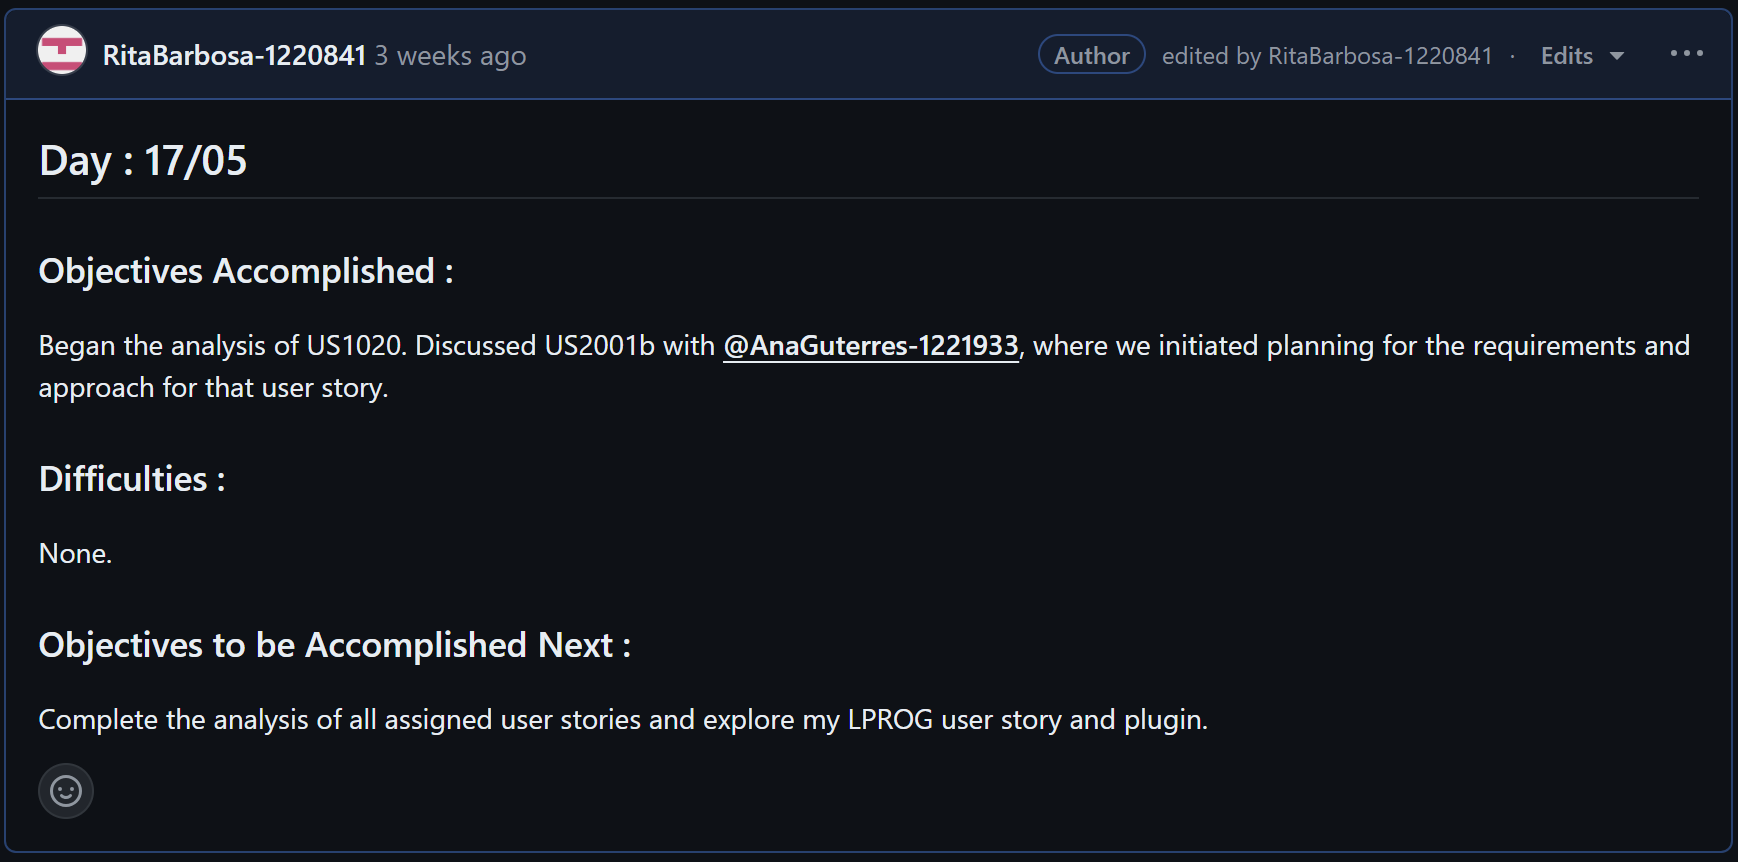 RitaBarbosa-1220841 3 weeks ago Author edited by RitaBarbosa-1220841 · Edits
Day : 17/05
Objectives Accomplished :
Began the analysis of US1020. Discussed US2001b with @AnaGuterres-1221933, where we initiated planning for the requirements and
approach for that user story.
Difficulties :
None.
Objectives to be Accomplished Next :
Complete the analysis of all assigned user stories and explore my LPROG user story and plugin.